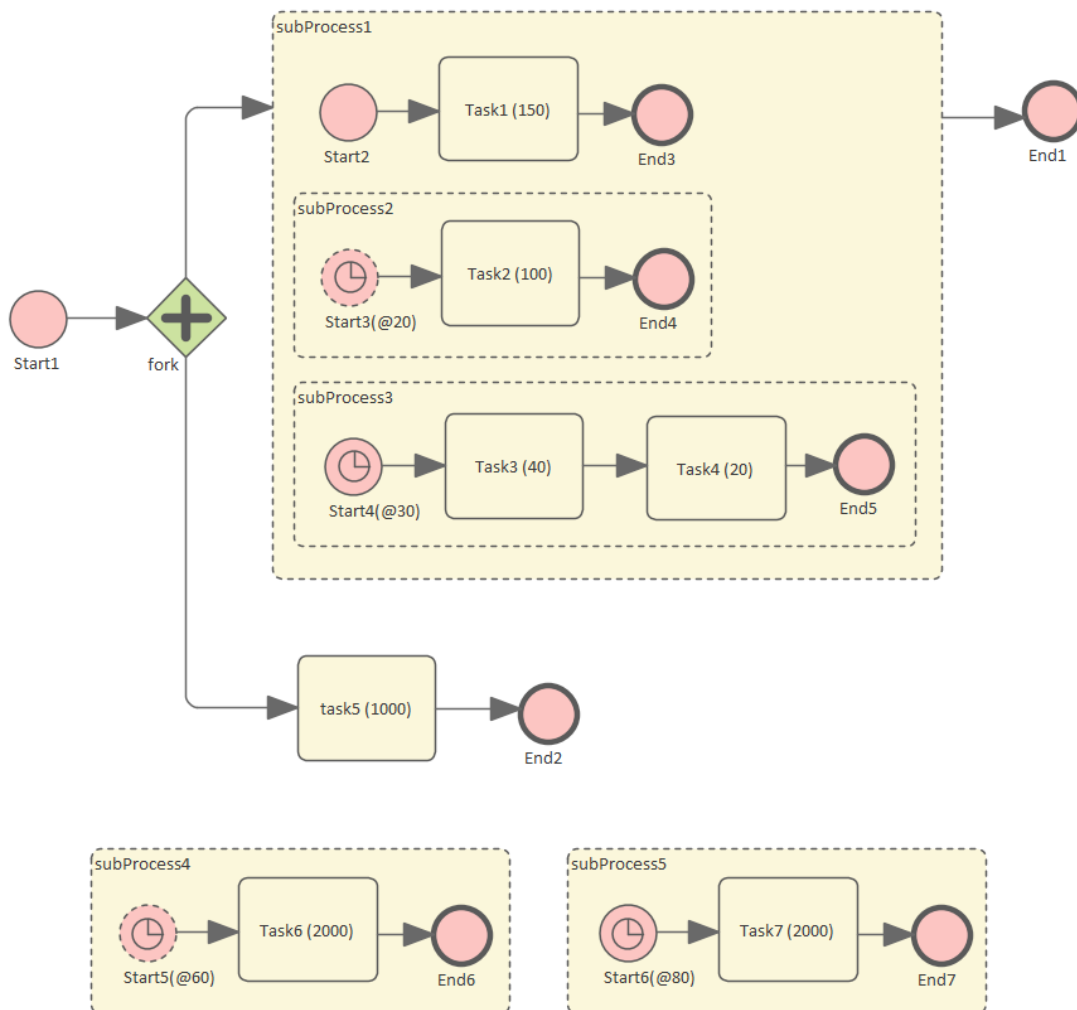 subProcess1
Task1 (150)
Start2
End3
End1
subProcess2
Task2 (100)
Start3(@20)
End4
Start1
fork
subProcess3
Task3 (40)
Task4 (20)
Start4(@30)
End5
task5 (1000)
End2
subProcess4
Task6 (2000)
Start5(@60)
End6
subProcess5
Task7 (2000)
Start6(@80)
End7